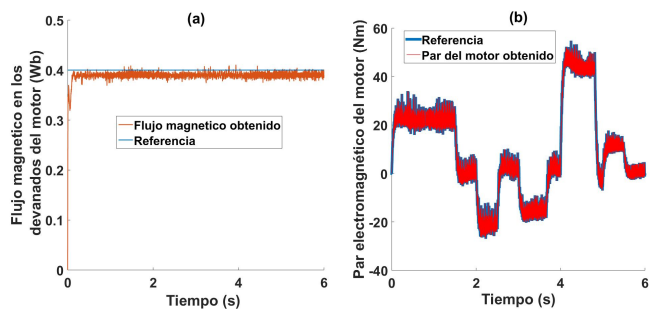 (a)
Flujo magnetico en los
devanados del motor (Wb)
0.5
0.4
0.3
0.2
0.1
0
Flujo magnetico obtenido
Referencia
0
2
4
6
Tiempo (s)
(b)
Par electromagnético del motor (Nm)
60
40
20
0
-20
-40
Referencia
Par del motor obtenido
0
2
4
6
Tiempo (s)